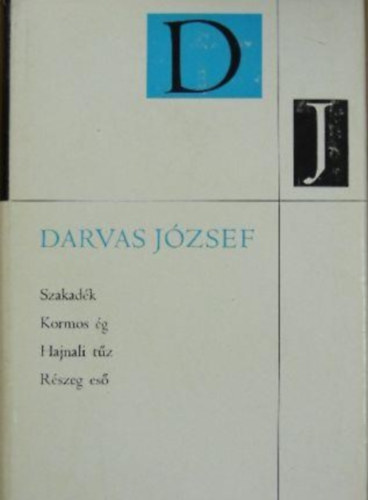 D
J
DARVAS JÓZSEF
Szakadék
Kormos ég
Hajnali tűz
Részeg eső